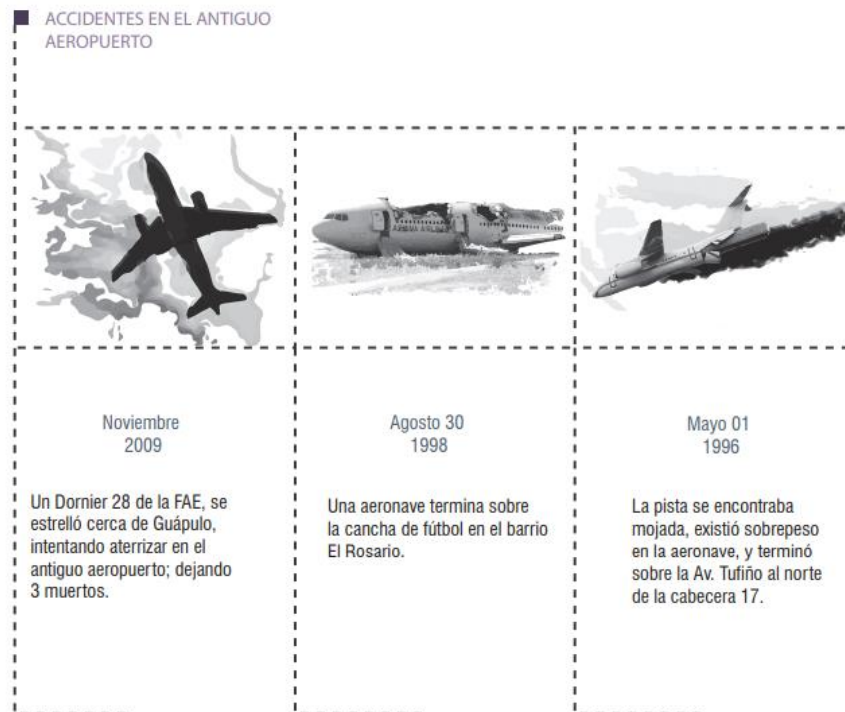 ACCIDENTES EN EL ANTIGUO
AEROPUERTO
Noviembre
2009
Un Dornier 28 de la FAE, se
estrelló cerca de Guápulo,
intentando aterrizar en el
antiguo aeropuerto; dejando
3 muertos.
Agosto 30
1998
Una aeronave termina sobre
la cancha de fútbol en el barrio
El Rosario.
Mayo 01
1996
La pista se encontraba
mojada, existió sobrepeso
en la aeronave, y terminó
sobre la Av. Tufiño al norte
de la cabecera 17.